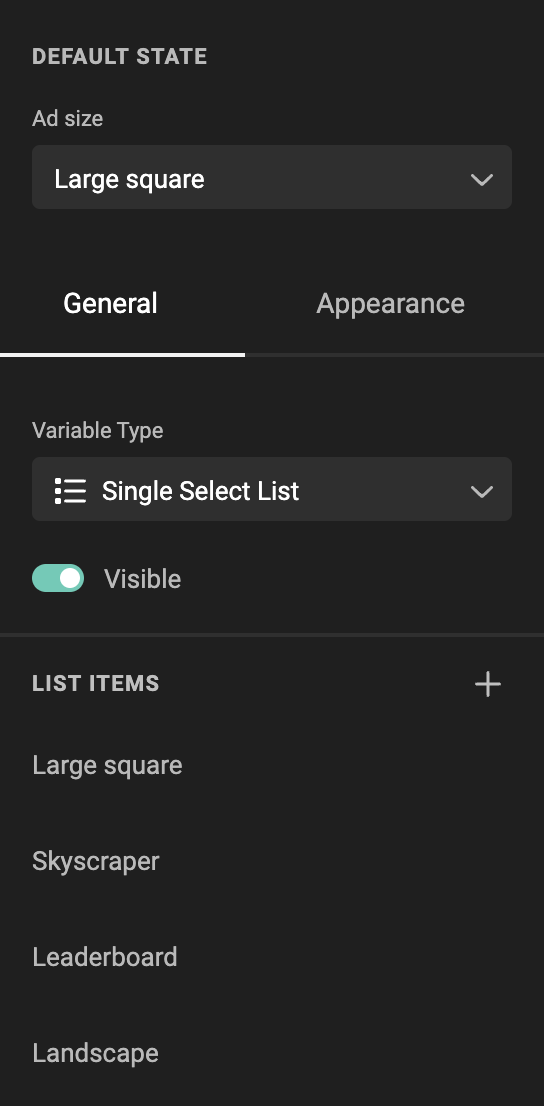 DEFAULT STATE
Ad size
Large square
General Appearance
Variable Type
Single Select List
Visible
LIST ITEMS
Large square
Skyscraper
Leaderboard
Landscape